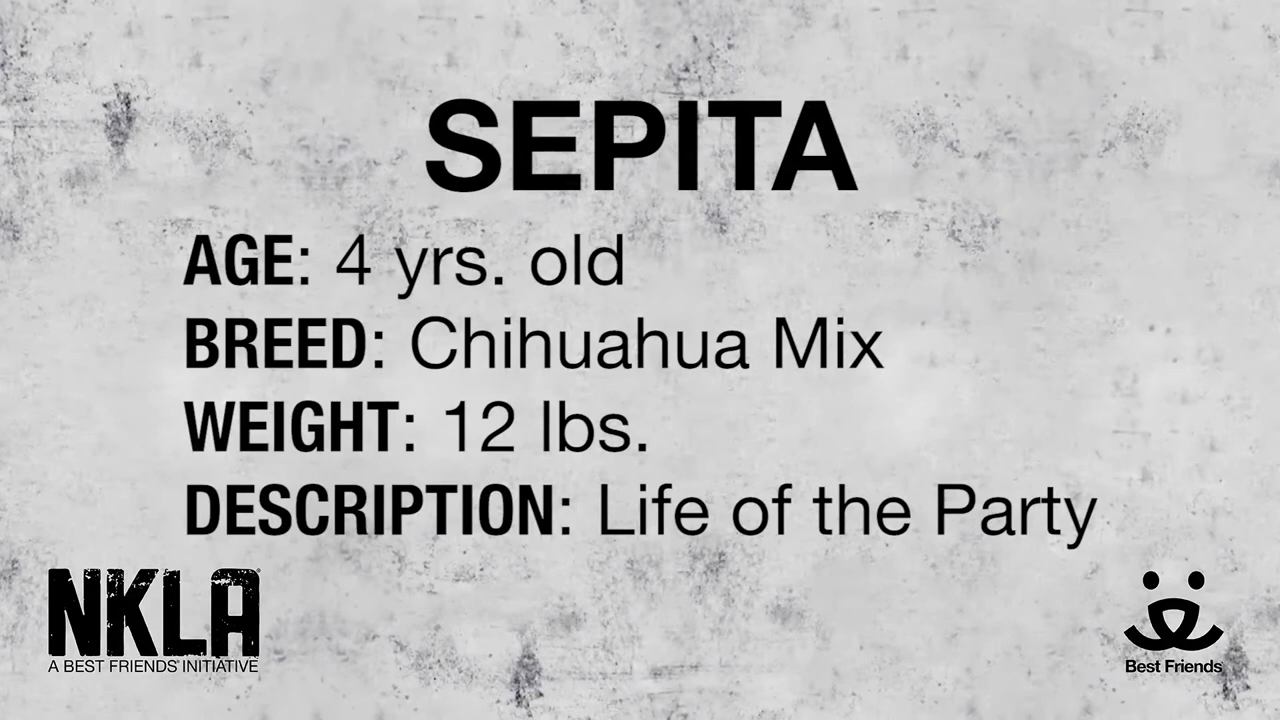 SEPITA
AGE: 4 yrs. old
BREED: Chihuahua Mix
WEIGHT: 12 lbs.
DESCRIPTION: Life of the Party
NKLA
A BEST FRIENDS INITIATIVE
Best Friends